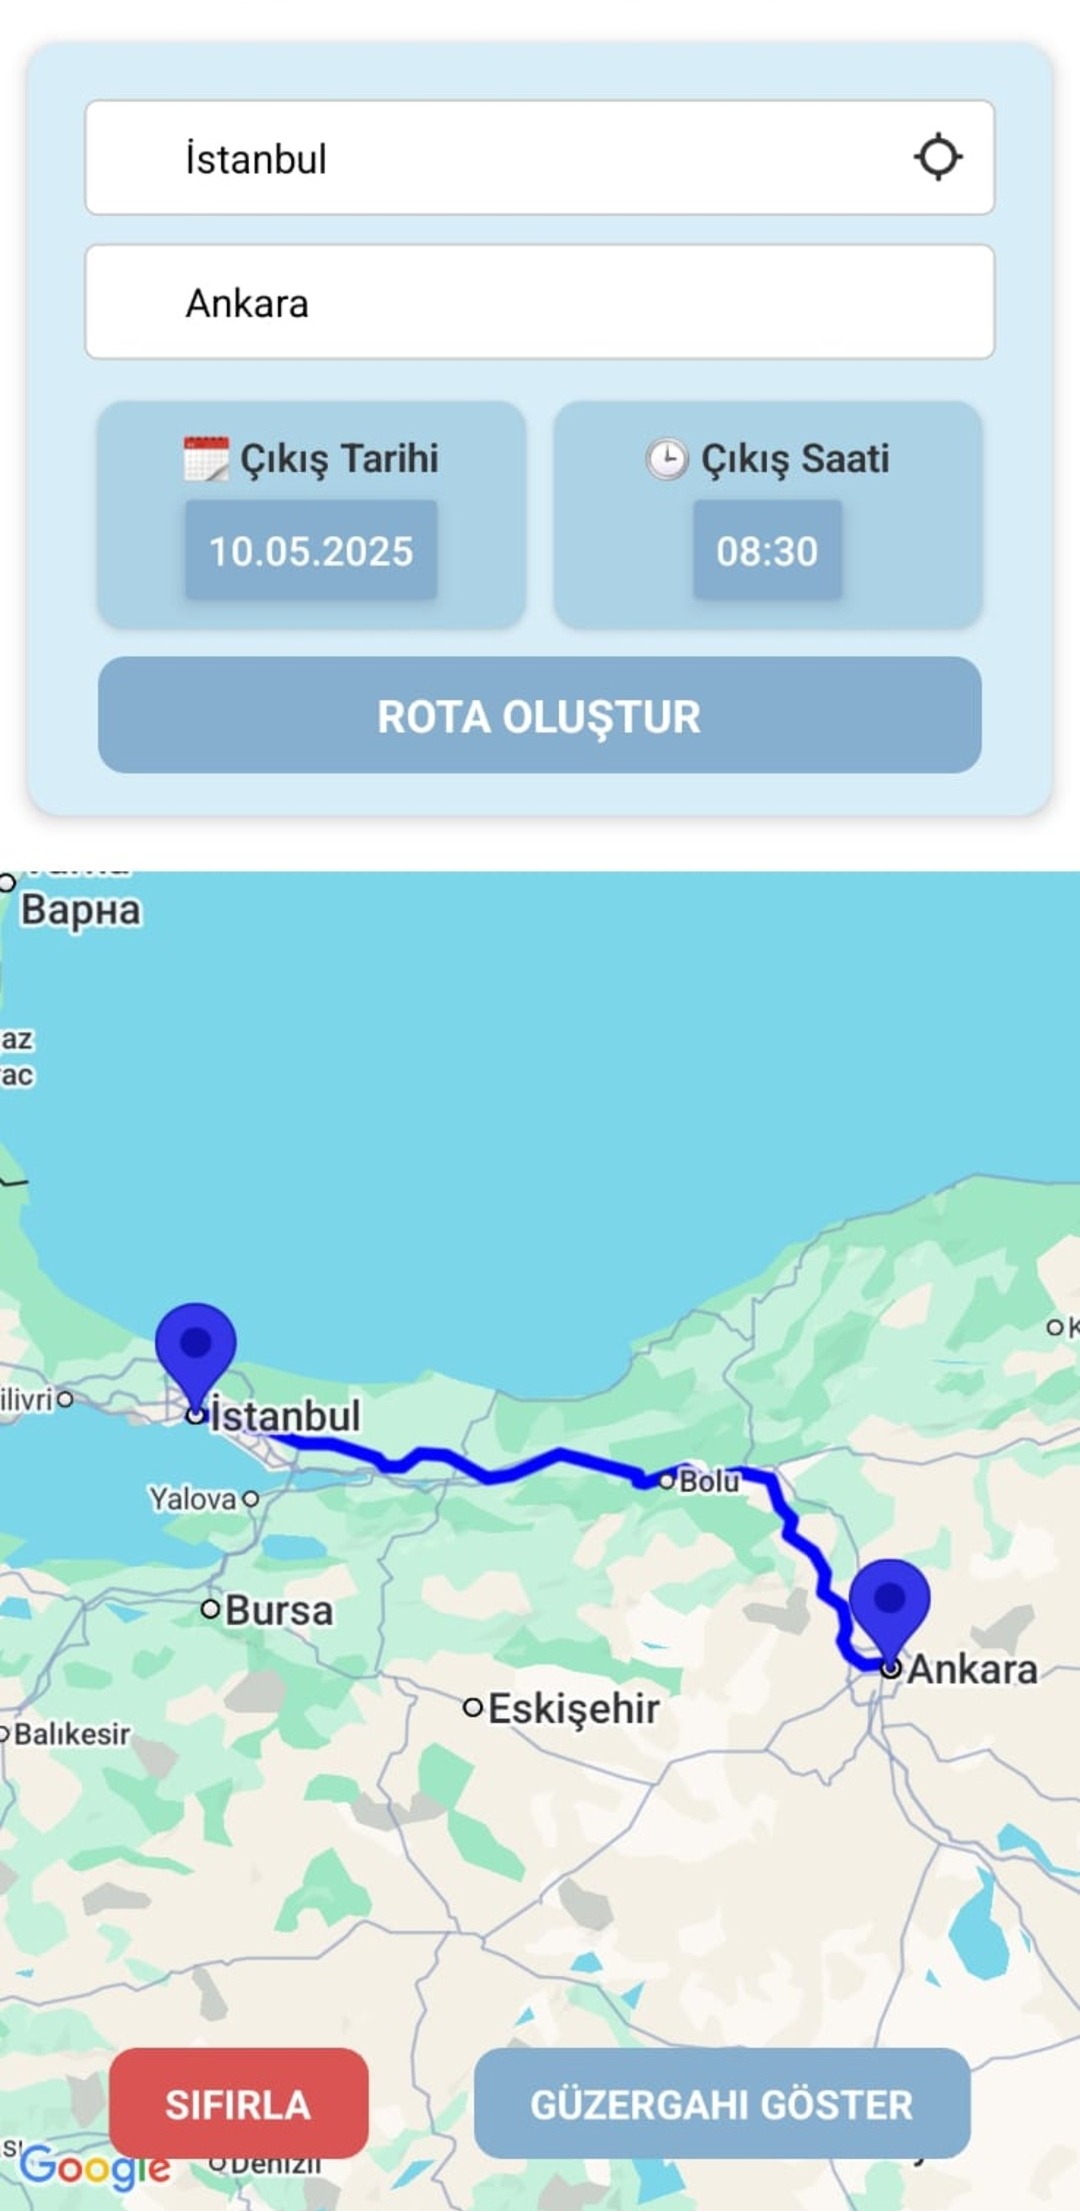 İstanbul
Ankara
Çıkış Tarihi
10.05.2025
Çıkış Saati
08:30
ROTA OLUŞTUR
Варна
az
ac
ilivri
İstanbul
Bolu
Yalova
Bursa
Ankara
Eskişehir
Balıkesir
K
SIFIRLA
GÜZERGAHI GÖSTER
Google
Denizli